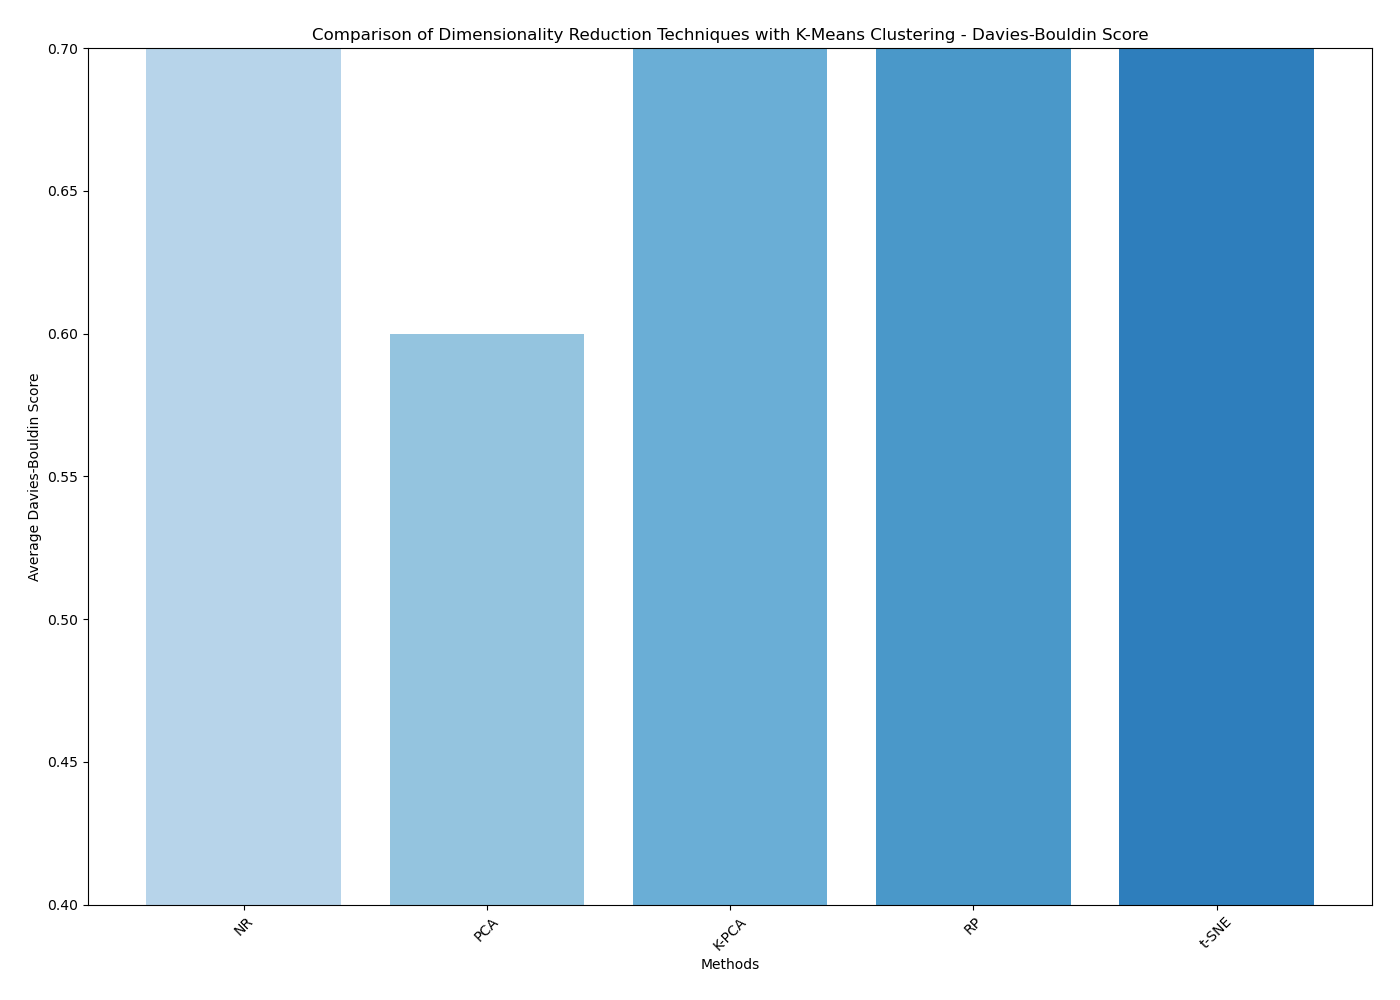 Comparison of Dimensionality Reduction Techniques with K-Means Clustering - Davies-Bouldin Score
0.70
0.65
0.60
0.55
0.50
0.45
0.40
Average Davies-Bouldin Score
NR
PCA
K-PCA
RP
t-SNE
Methods